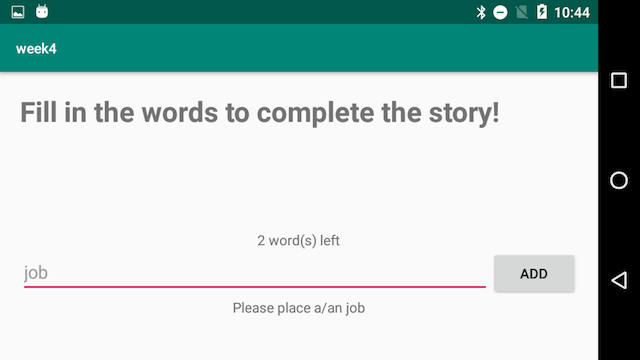 10:44
week4
Fill in the words to complete the story!
2 word(s) left
job
ADD
Please place a/an job